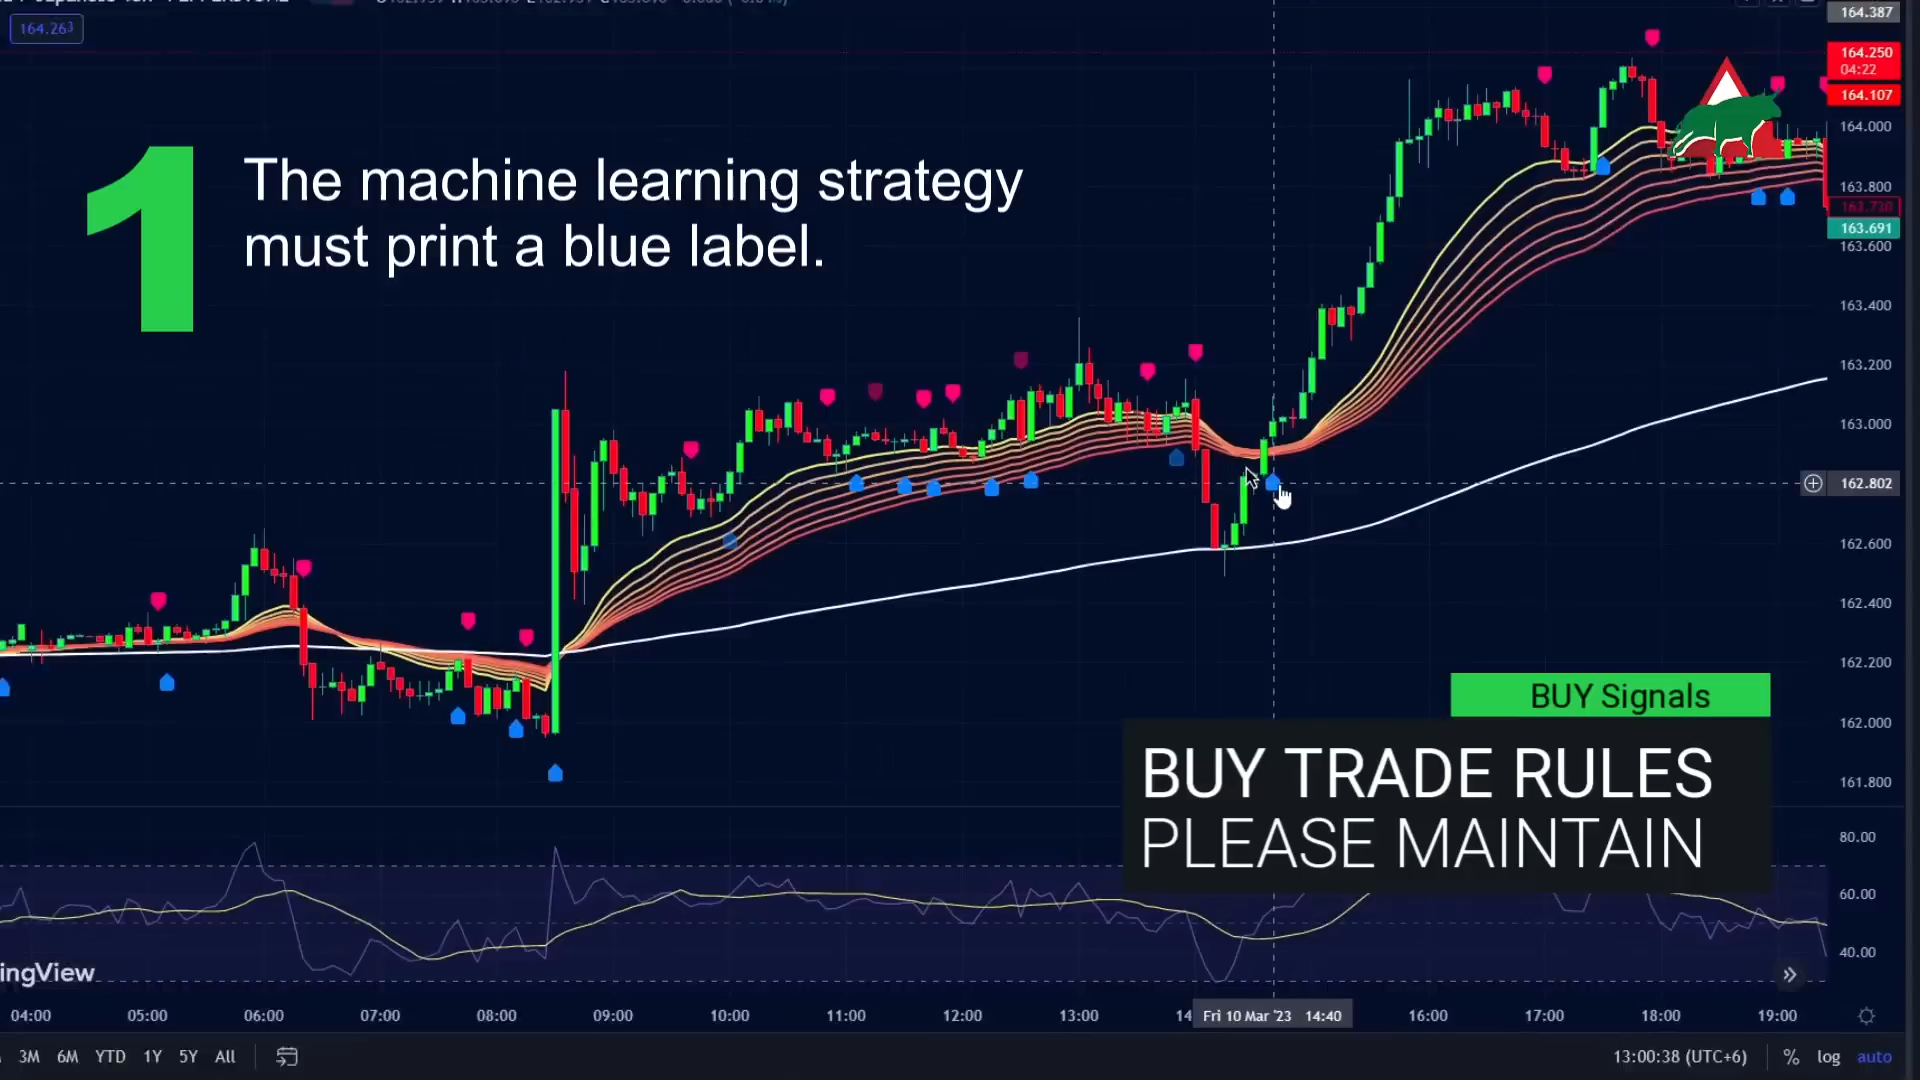 164.387
164.263
164.250
04:22
164.107
164.000
1
The machine learning strategy
must print a blue label.
163.800
163.730
163.691
163.600
163.400
163.200
163.000
162.802
162.600
162.400
162.200
162.000
161.800
BUY Signals
BUY TRADE RULES
PLEASE MAINTAIN
80.00
60.00
40.00
ingView
04:00 05:00 06:00 07:00 08:00 09:00 10:00 11:00 12:00 13:00 14 Fri 10 Mar '23 14:40 16:00 17:00 18:00 19:00
3M 6M YTD 1Y 5Y All
13:00:38 (UTC+6) % log auto